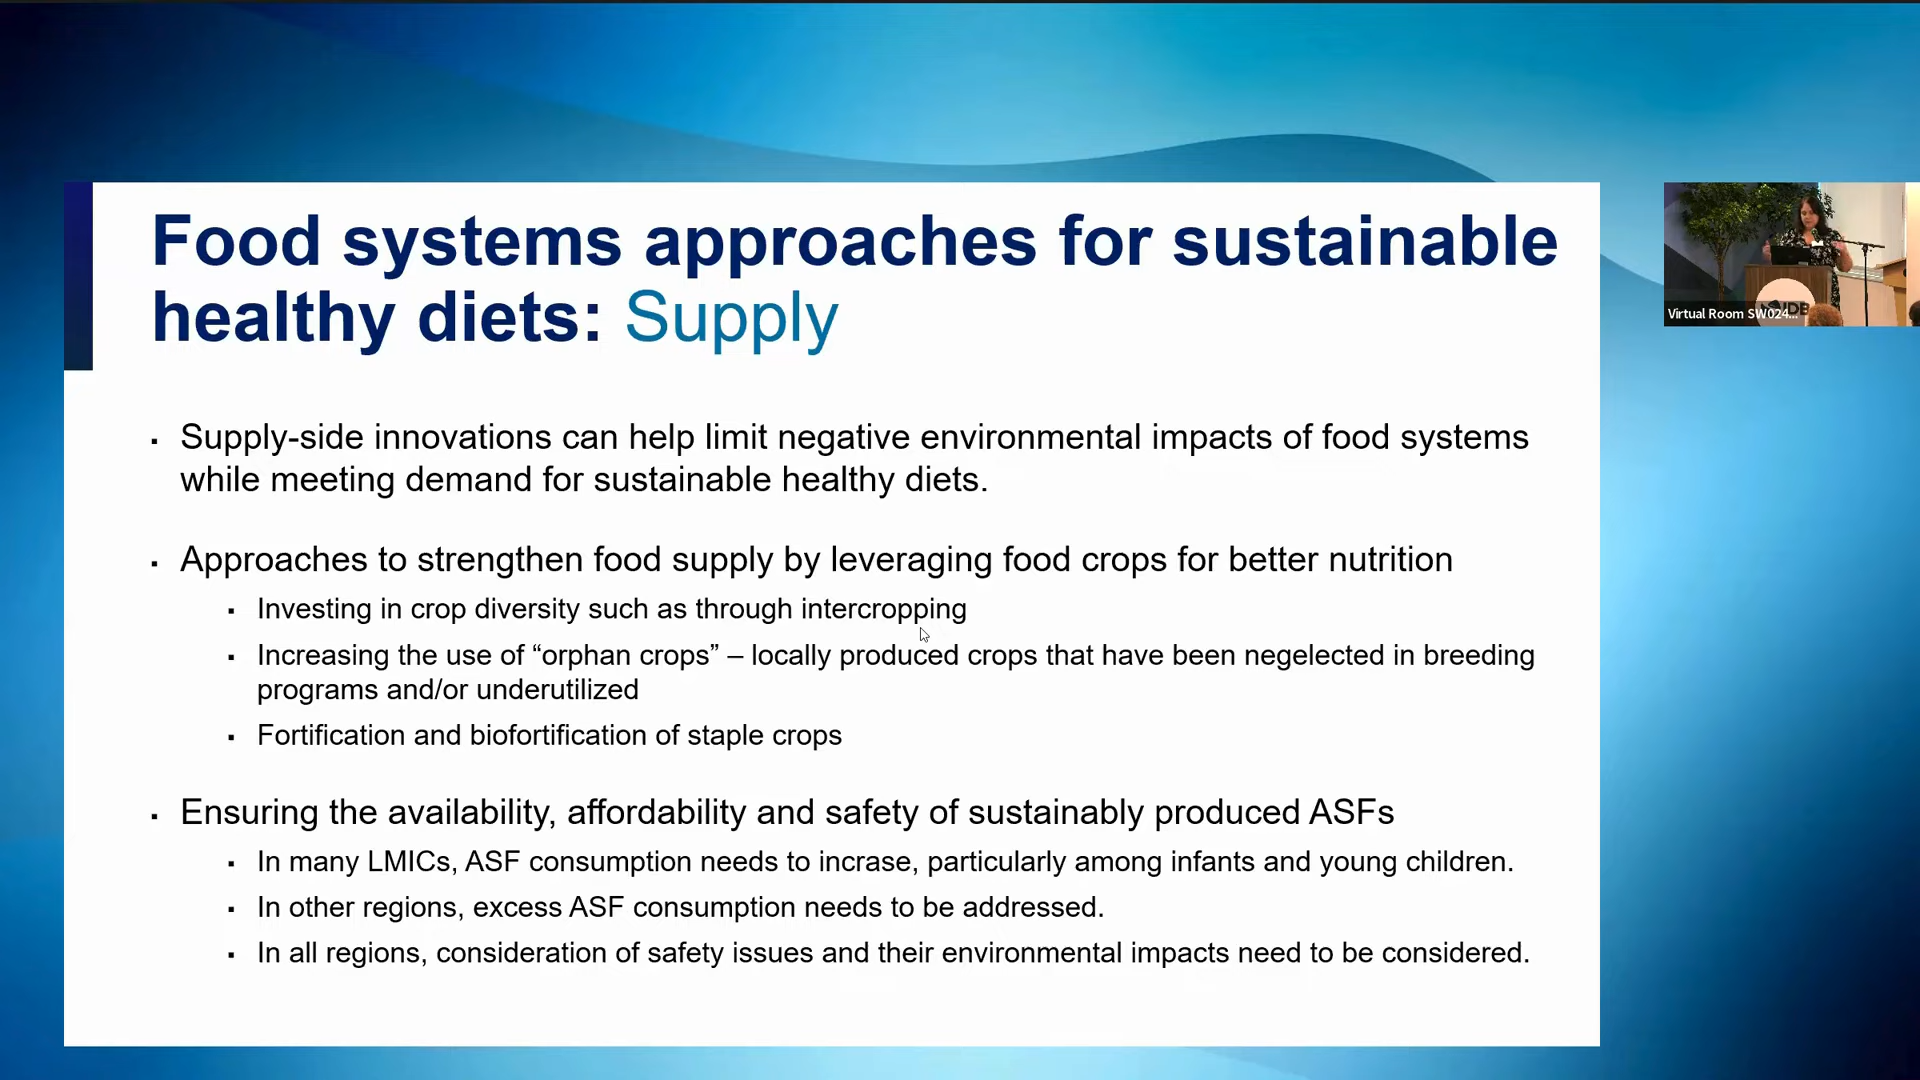 Food systems approaches for sustainable
healthy diets: Supply
▪ Supply-side innovations can help limit negative environmental impacts of food systems
while meeting demand for sustainable healthy diets.
▪ Approaches to strengthen food supply by leveraging food crops for better nutrition
▪ Investing in crop diversity such as through intercropping
▪ Increasing the use of “orphan crops” – locally produced crops that have been negelected in breeding
programs and/or underutilized
▪ Fortification and biofortification of staple crops
▪ Ensuring the availability, affordability and safety of sustainably produced ASFs
▪ In many LMICs, ASF consumption needs to incrase, particularly among infants and young children.
▪ In other regions, excess ASF consumption needs to be addressed.
▪ In all regions, consideration of safety issues and their environmental impacts need to be considered.
Virtual Room SW024...